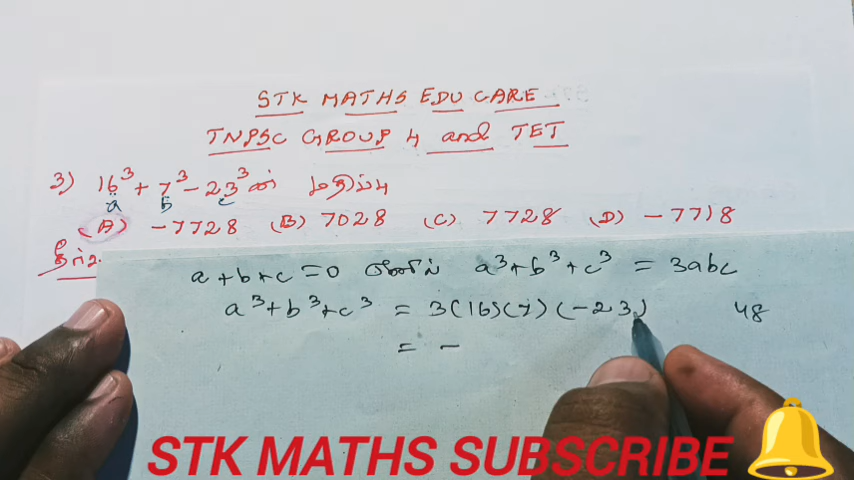 STK MATHS EDU CARE
TNPSC GROUP 4 and TET
3) 16³ + 7³ - 23³ ன் மதிப்பு
a b c
(A) -7728 (B) 7028 (C) 7728 (D) -7718
தீர்வு
a+b+c=0 எனில் a³+b³+c³ = 3abc
a³+b³+c³ = 3(16)(7)(-23) 48
= -
STK MATHS SUBSCRIBE